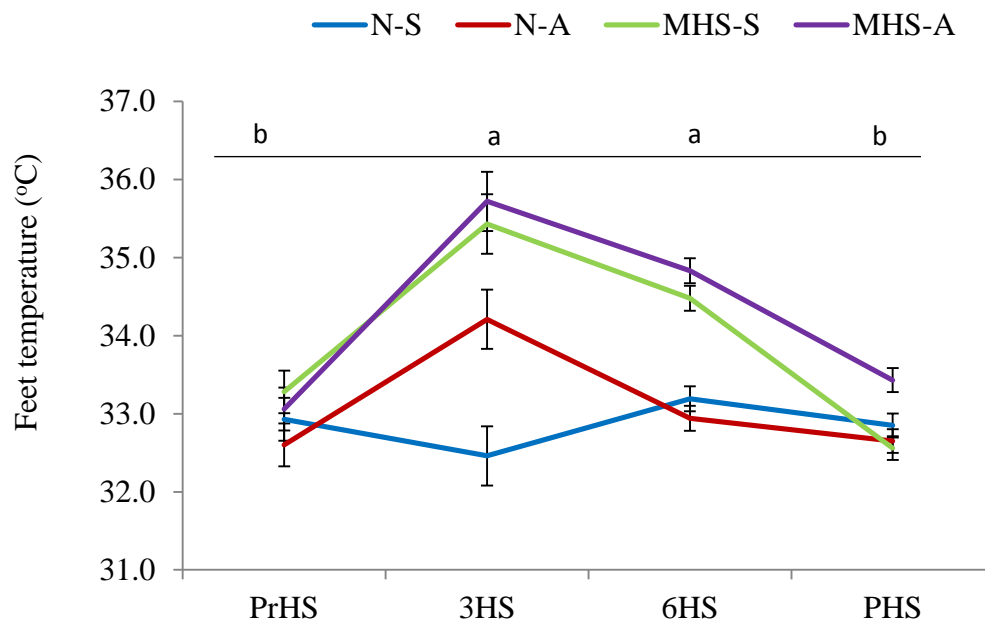 N-S N-A MHS-S MHS-A
37.0
b a a b
36.0
35.0
34.0
33.0
32.0
31.0
Feet temperature (ºC)
PrHS 3HS 6HS PHS